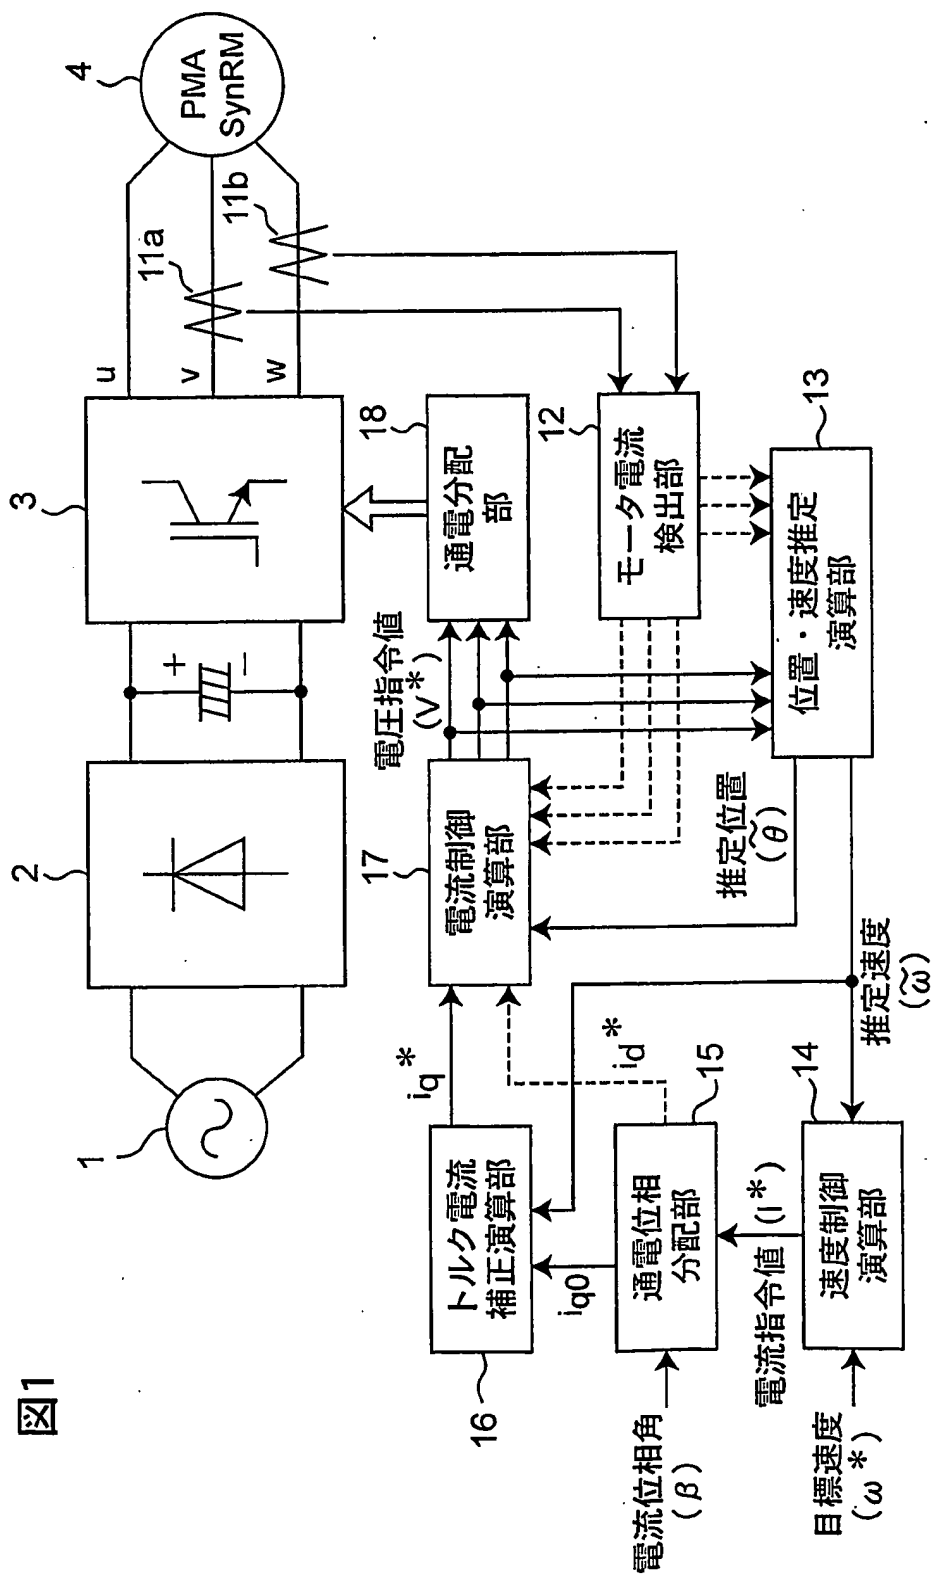 図1
1
2
3
4
PMA
SynRM
u
v
w
11a
11b
+
−
電圧指令値
(V*)
17
電流制御
演算部
18
通電分配
部
12
モータ電流
検出部
13
位置・速度推定
演算部
推定位置
(θ̃)
推定速度
(ω̃)
iq*
id*
16
トルク電流
補正演算部
iq0
15
通電位相
分配部
電流位相角
(β)
電流指令値
(I*)
14
速度制御
演算部
目標速度
(ω*)